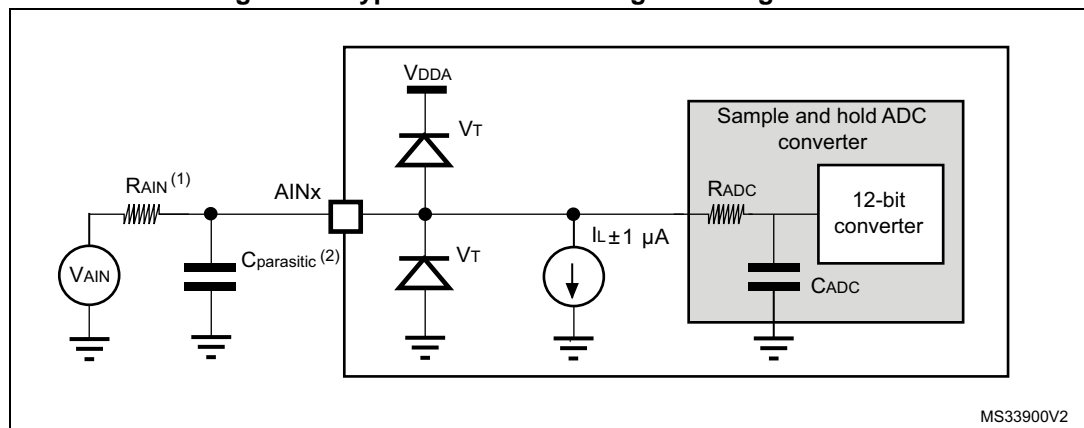 VDDA
Sample and hold ADC
converter
VT
RAIN (1)
AINx
RADC
12-bit
converter
IL±1 µA
VAIN
Cparasitic (2)
VT
CADC
MS33900V2